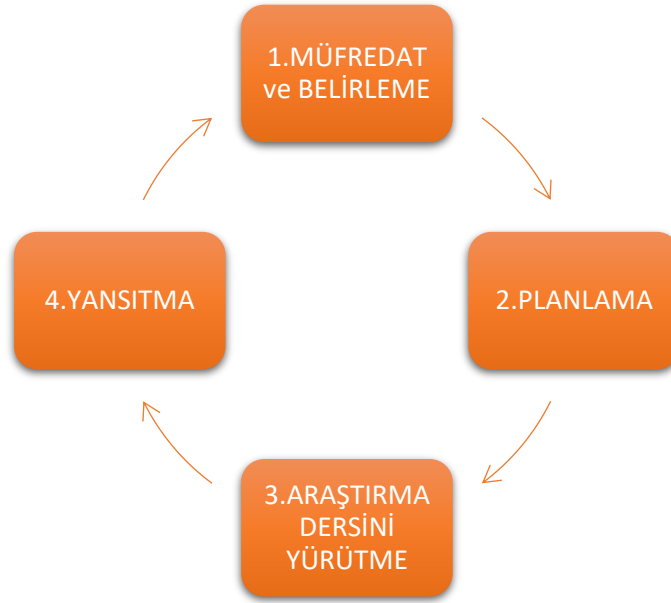 1.MÜFREDAT
ve BELİRLEME
2.PLANLAMA
3.ARAŞTIRMA
DERSİNİ
YÜRÜTME
4.YANSITMA